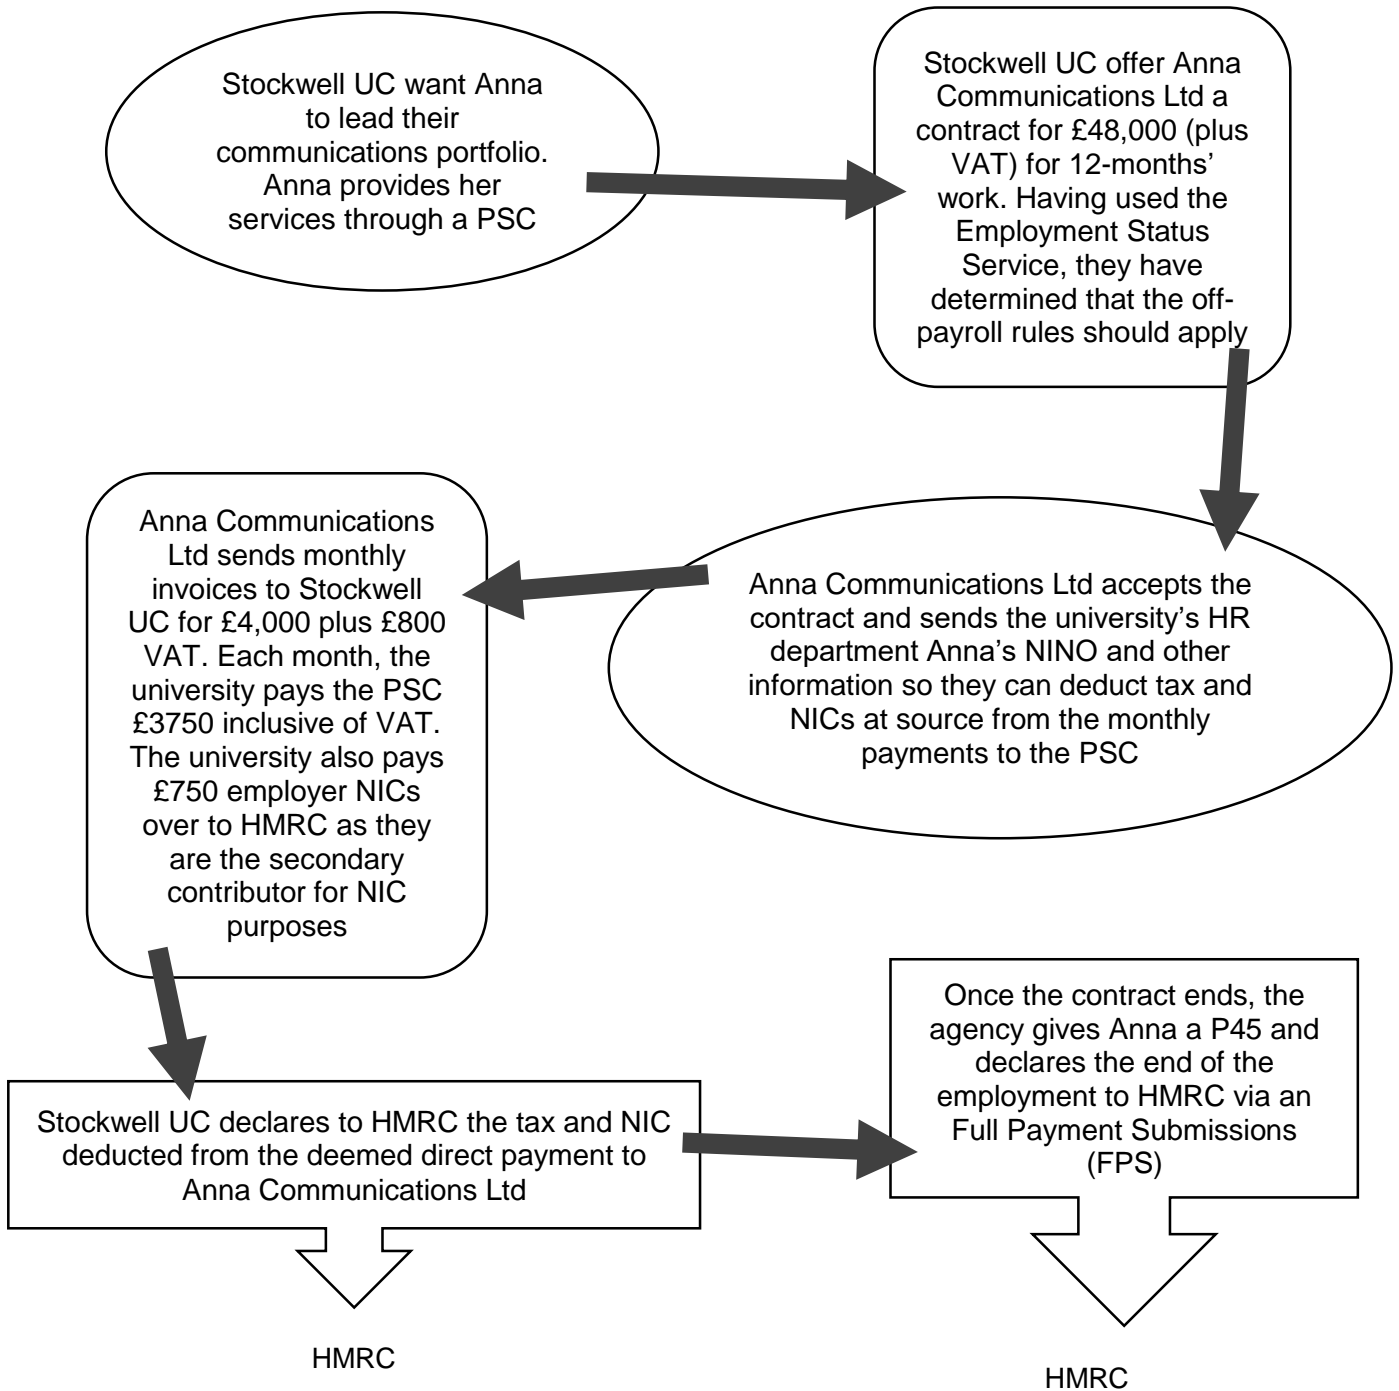 Stockwell UC want Anna
to lead their
communications portfolio.
Anna provides her
services through a PSC
Stockwell UC offer Anna
Communications Ltd a
contract for £48,000 (plus
VAT) for 12-months’
work. Having used the
Employment Status
Service, they have
determined that the off-
payroll rules should apply
Anna Communications Ltd accepts the
contract and sends the university’s HR
department Anna’s NINO and other
information so they can deduct tax and
NICs at source from the monthly
payments to the PSC
Anna Communications
Ltd sends monthly
invoices to Stockwell
UC for £4,000 plus £800
VAT. Each month, the
university pays the PSC
£3750 inclusive of VAT.
The university also pays
£750 employer NICs
over to HMRC as they
are the secondary
contributor for NIC
purposes
Stockwell UC declares to HMRC the tax and NIC
deducted from the deemed direct payment to
Anna Communications Ltd
Once the contract ends, the
agency gives Anna a P45 and
declares the end of the
employment to HMRC via an
Full Payment Submissions
(FPS)
HMRC
HMRC